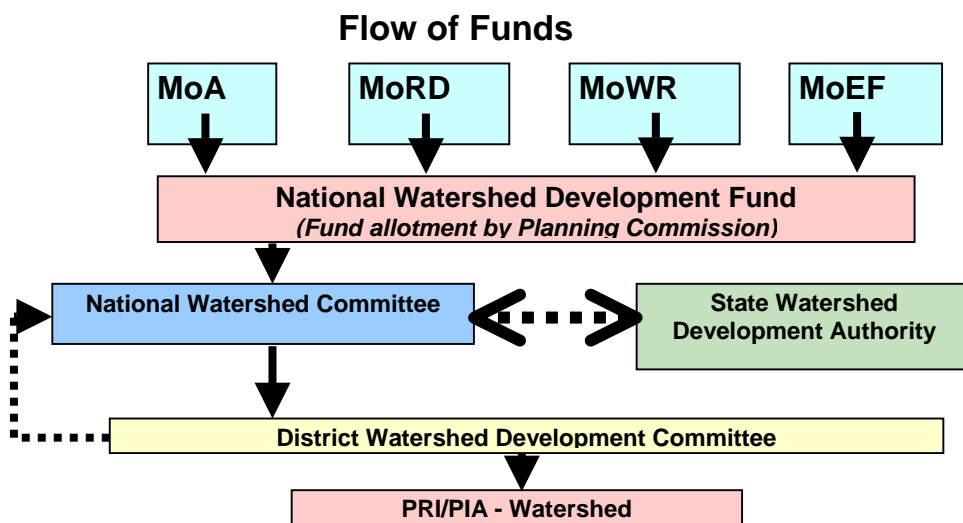 Flow of Funds
MoA
MoRD
MoWR
MoEF
National Watershed Development Fund
(Fund allotment by Planning Commission)
National Watershed Committee
State Watershed
Development Authority
District Watershed Development Committee
PRI/PIA - Watershed